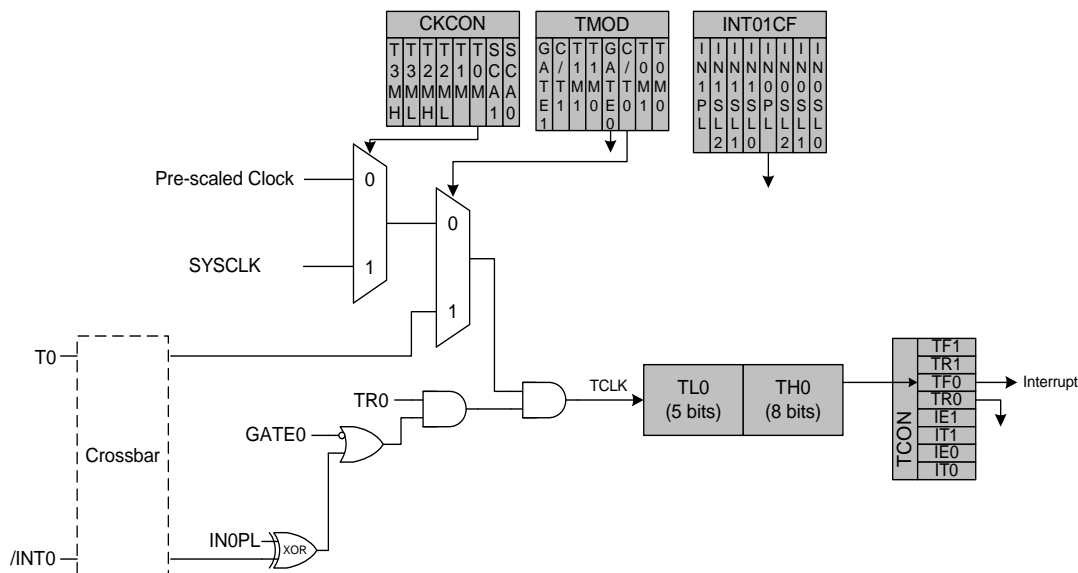 CKCON
T3MH
T3ML
T2MH
T2ML
T1M
T0M
SCA1
SCA0
TMOD
GATE1
C/T1
T1M1
T1M0
GATE0
C/T0
T0M1
T0M0
INT01CF
IN1PL
IN1SL2
IN1SL1
IN1SL0
IN0PL
IN0SL2
IN0SL1
IN0SL0
Pre-scaled Clock
0
SYSCLK
1
0
1
T0
Crossbar
/INT0
TR0
GATE0
IN0PL
XOR
TCLK
TL0
(5 bits)
TH0
(8 bits)
TCON
TF1
TR1
TF0
TR0
IE1
IT1
IE0
IT0
Interrupt